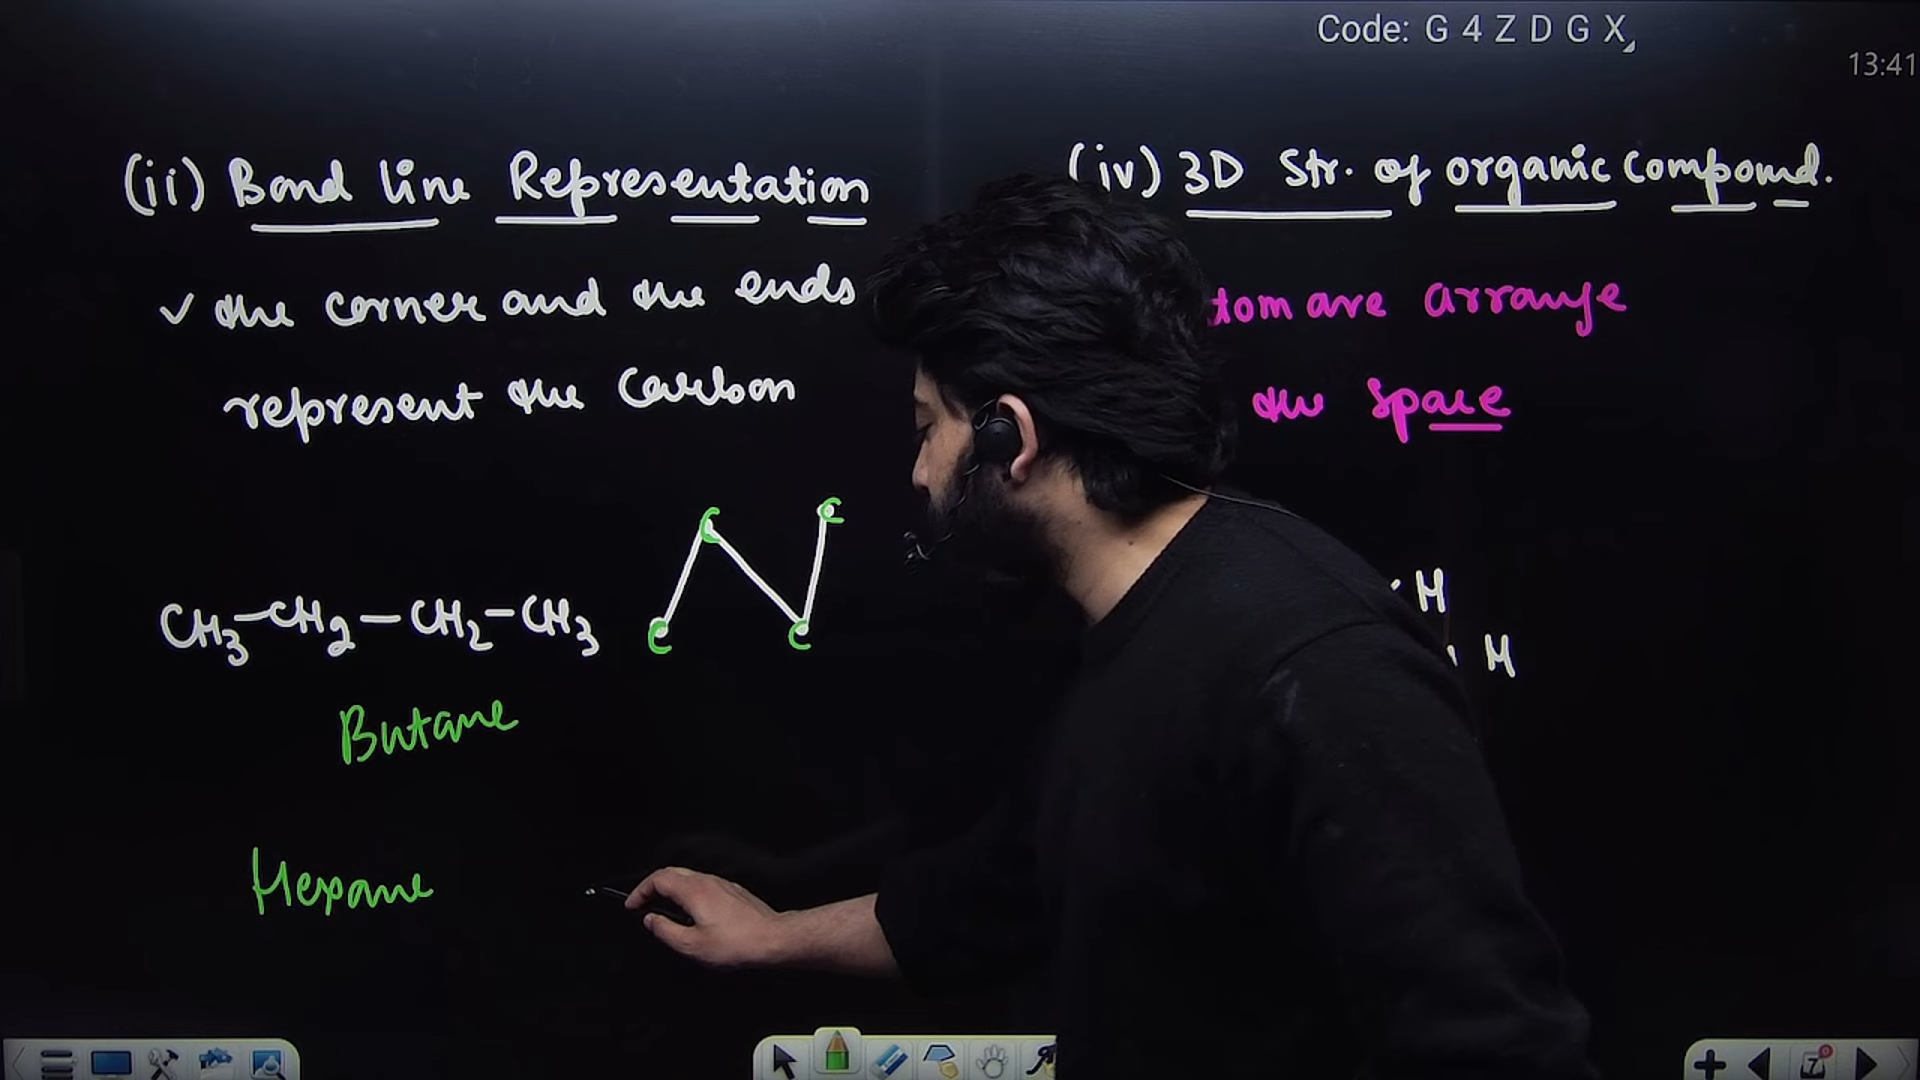 Code: G 4 Z D G X
13:41
(ii) Bond line Representation
✓ the corner and the ends
represent the Carbon
C
C
C
C
CH3-CH2-CH2-CH3
Butane
Hexane
(iv) 3D Str. of organic Compound.
are arrange
the Space
H
H
7